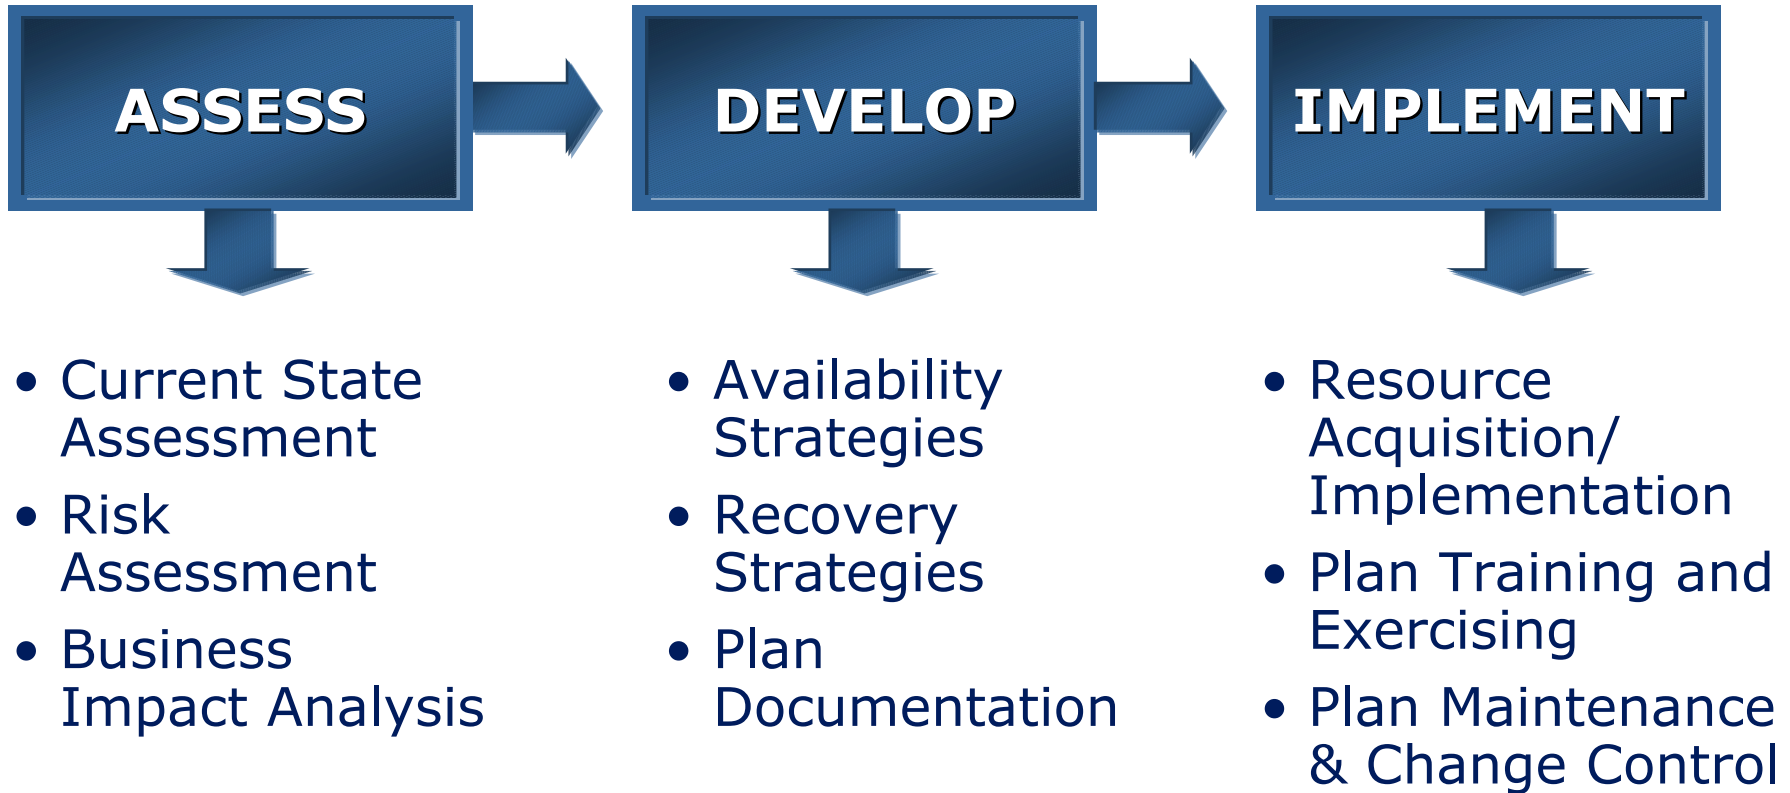 ASSESS
DEVELOP
IMPLEMENT
• Current State
Assessment
• Risk
Assessment
• Business
Impact Analysis
• Availability
Strategies
• Recovery
Strategies
• Plan
Documentation
• Resource
Acquisition/
Implementation
• Plan Training and
Exercising
• Plan Maintenance
& Change Control